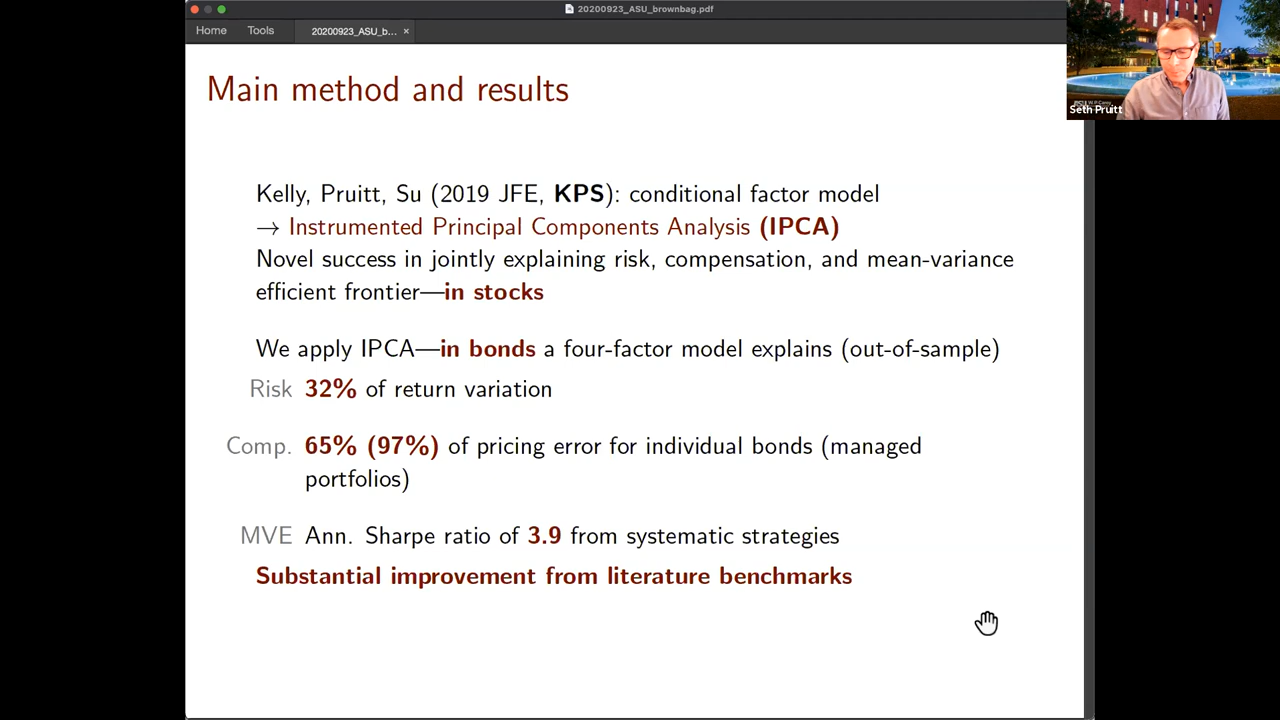 20200923_ASU_brownbag.pdf
Home Tools 20200923_ASU_b... ×
Main method and results
Seth Pruitt
Kelly, Pruitt, Su (2019 JFE, KPS): conditional factor model
→ Instrumented Principal Components Analysis (IPCA)
Novel success in jointly explaining risk, compensation, and mean-variance
efficient frontier—in stocks
We apply IPCA—in bonds a four-factor model explains (out-of-sample)
Risk 32% of return variation
Comp. 65% (97%) of pricing error for individual bonds (managed
portfolios)
MVE Ann. Sharpe ratio of 3.9 from systematic strategies
Substantial improvement from literature benchmarks